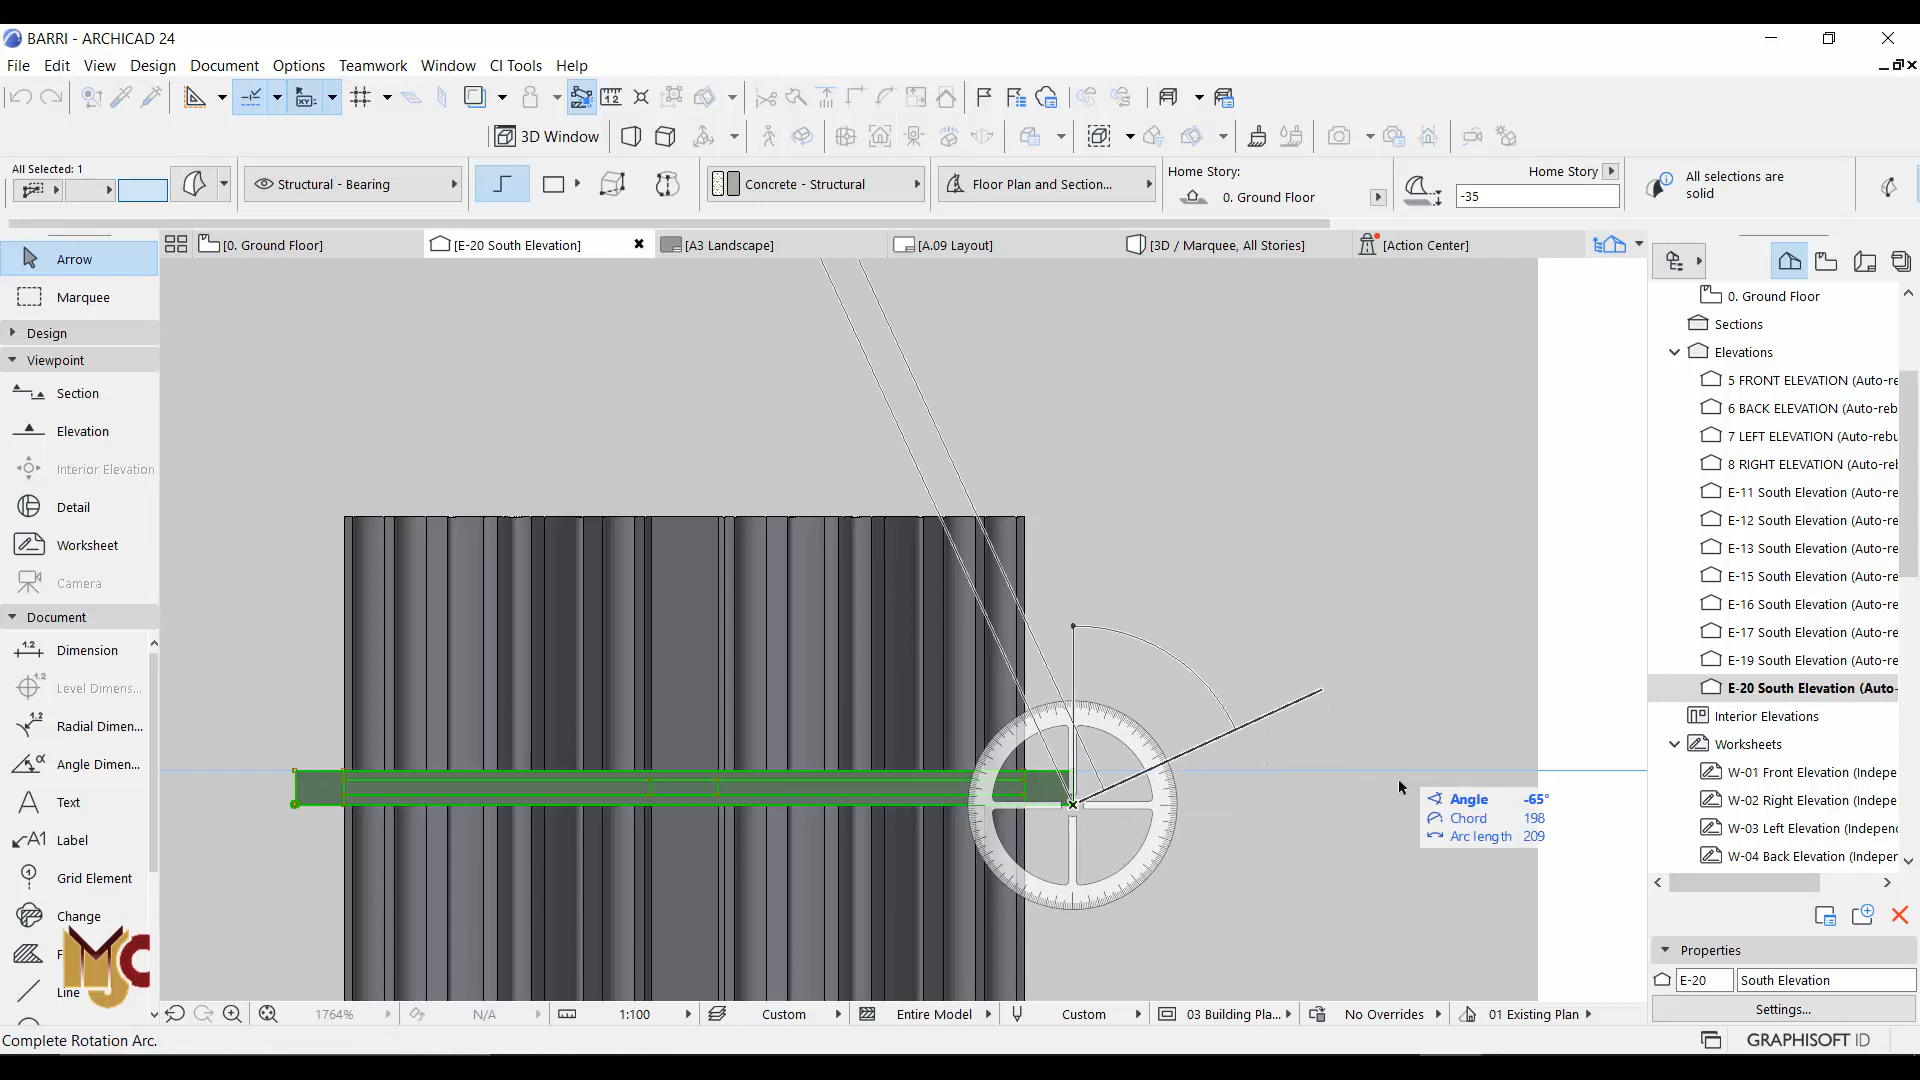 BARRI - ARCHICAD 24
File Edit View Design Document Options Teamwork Window CI Tools Help
3D Window
All Selected: 1
Structural - Bearing
Concrete - Structural
Floor Plan and Section...
Home Story:
0. Ground Floor
Home Story
-35
All selections are
solid
[0. Ground Floor]
[E-20 South Elevation]
[A3 Landscape]
[A.09 Layout]
[3D / Marquee, All Stories]
[Action Center]
Arrow
Marquee
Design
Viewpoint
Section
Elevation
Interior Elevation
Detail
Worksheet
Camera
Document
Dimension
Level Dimens...
Radial Dimen...
Angle Dimen...
Text
Label
Grid Element
Change
F
Line
MJC
Angle -65°
Chord 198
Arc length 209
0. Ground Floor
Sections
Elevations
5 FRONT ELEVATION (Auto-re
6 BACK ELEVATION (Auto-reb
7 LEFT ELEVATION (Auto-rebu
8 RIGHT ELEVATION (Auto-rel
E-11 South Elevation (Auto-re
E-12 South Elevation (Auto-re
E-13 South Elevation (Auto-re
E-15 South Elevation (Auto-re
E-16 South Elevation (Auto-re
E-17 South Elevation (Auto-re
E-19 South Elevation (Auto-re
E-20 South Elevation (Auto-
Interior Elevations
Worksheets
W-01 Front Elevation (Indepe
W-02 Right Elevation (Indepe
W-03 Left Elevation (Indepen
W-04 Back Elevation (Indepen
Properties
E-20
South Elevation
Settings...
1764%
N/A
1:100
Custom
Entire Model
Custom
03 Building Pla...
No Overrides
01 Existing Plan
Complete Rotation Arc.
GRAPHISOFT ID